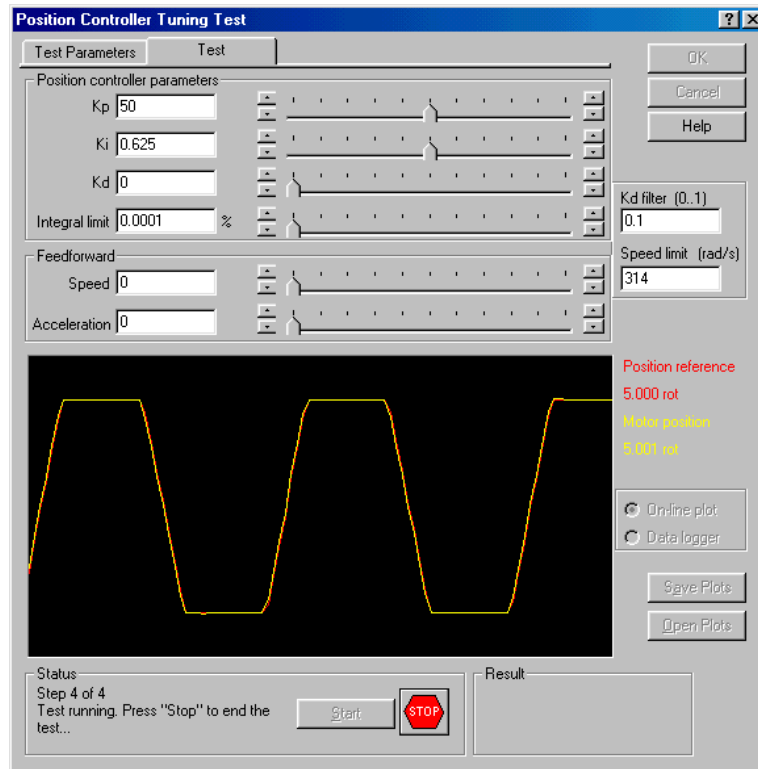 Position Controller Tuning Test
Test Parameters
Test
OK
Cancel
Help
Position controller parameters
Kp 50
Ki 0.625
Kd 0
Integral limit 0.0001 %
Kd filter (0..1)
0.1
Speed limit (rad/s)
314
Feedforward
Speed 0
Acceleration 0
Position reference
5.000 rot
Motor position
5.001 rot
On-line plot
Data logger
Save Plots
Open Plots
Status
Step 4 of 4
Test running. Press "Stop" to end the
test...
Start
STOP
Result